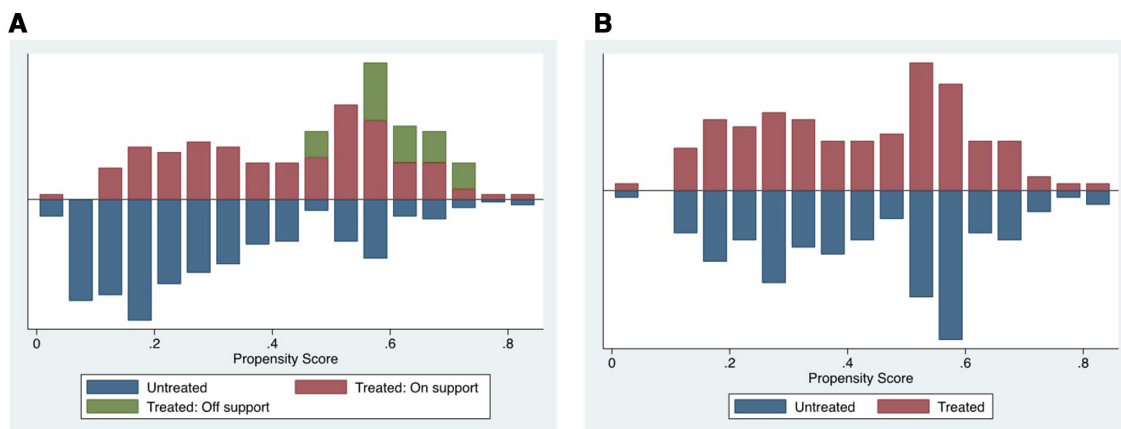 A
0 .2 .4 .6 .8
Propensity Score
Untreated
Treated: On support
Treated: Off support
B
0 .2 .4 .6 .8
Propensity Score
Untreated
Treated